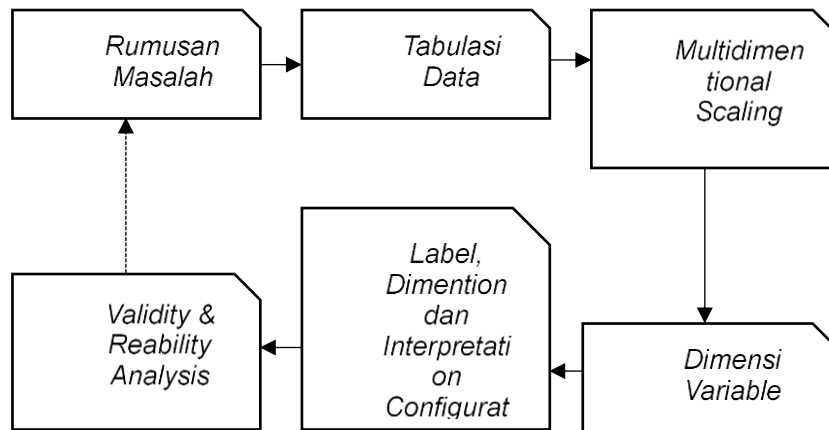 Rumusan
Masalah
Tabulasi
Data
Multidimen
tional
Scaling
Validity &
Reability
Analysis
Label,
Dimention
dan
Interpretati
on
Configurat
Dimensi
Variable